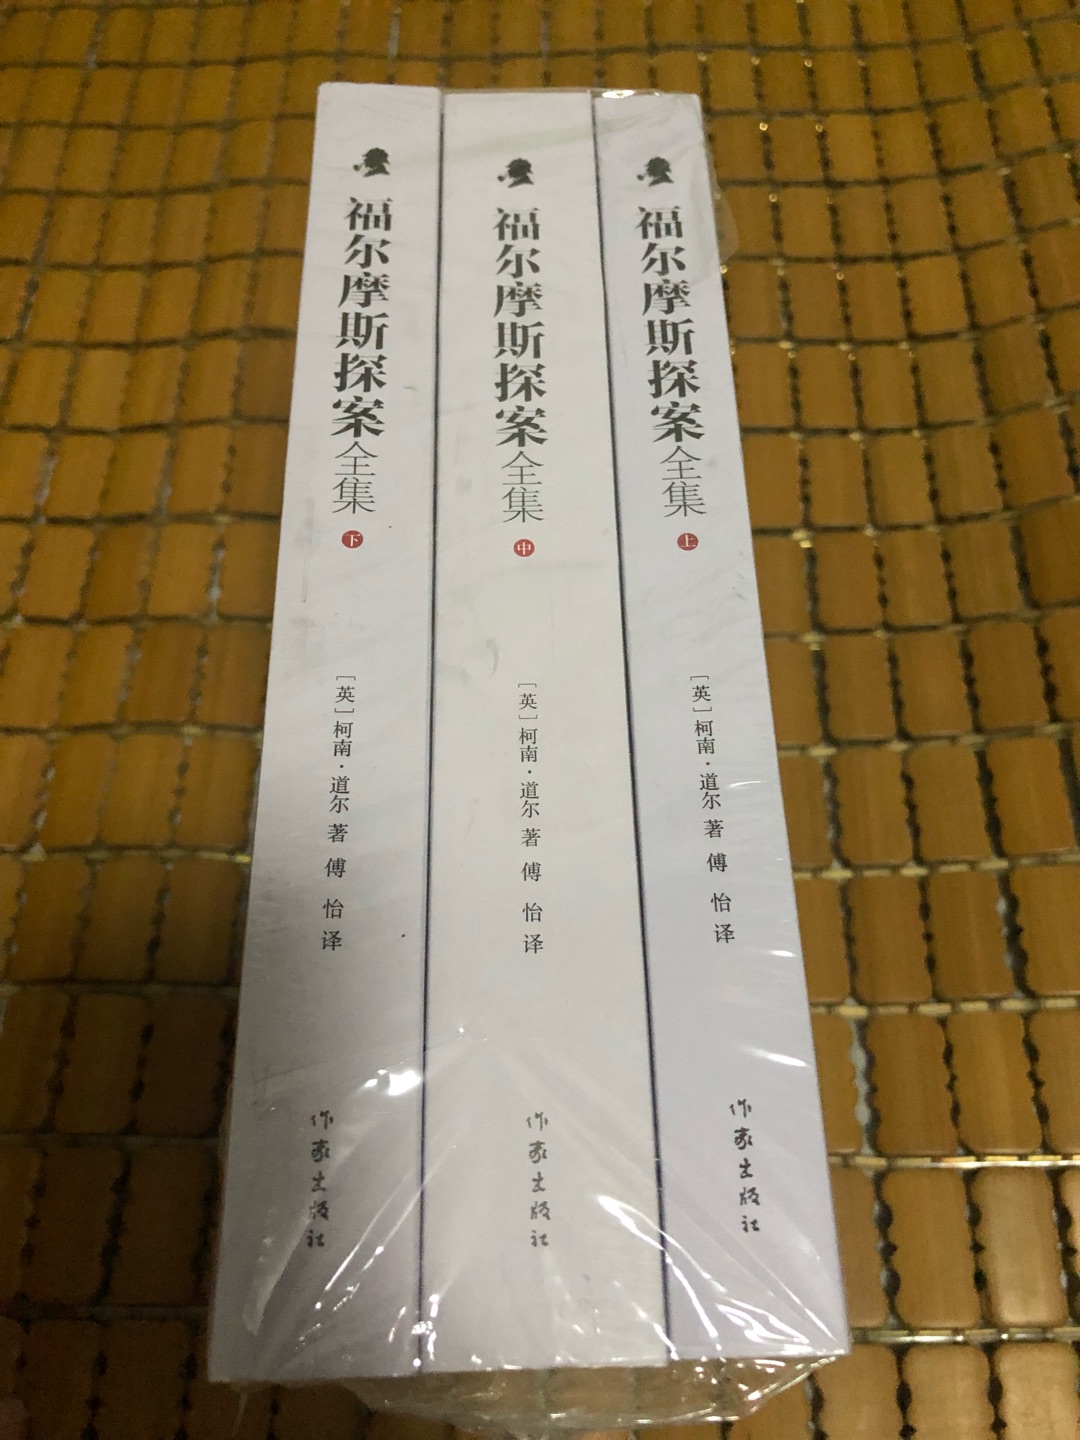 福尔摩斯探案全集 下
[英]柯南·道尔 著 傅怡 译
作家出版社
福尔摩斯探案全集 中
[英]柯南·道尔 著 傅怡 译
作家出版社
福尔摩斯探案全集 上
[英]柯南·道尔 著 傅怡 译
作家出版社